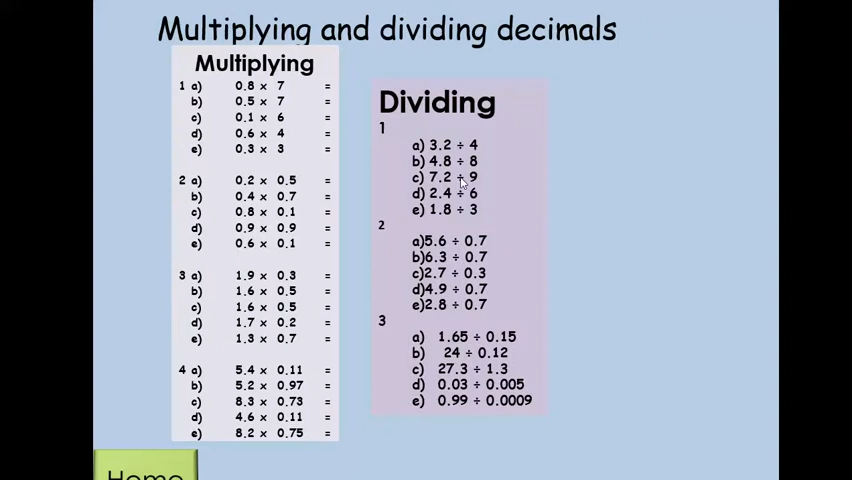 Multiplying and dividing decimals
Multiplying
1 a) 0.8 x 7 =
b) 0.5 x 7 =
c) 0.1 x 6 =
d) 0.6 x 4 =
e) 0.3 x 3 =
2 a) 0.2 x 0.5 =
b) 0.4 x 0.7 =
c) 0.8 x 0.1 =
d) 0.9 x 0.9 =
e) 0.6 x 0.1 =
3 a) 1.9 x 0.3 =
b) 1.6 x 0.5 =
c) 1.6 x 0.5 =
d) 1.7 x 0.2 =
e) 1.3 x 0.7 =
4 a) 5.4 x 0.11 =
b) 5.2 x 0.97 =
c) 8.3 x 0.73 =
d) 4.6 x 0.11 =
e) 8.2 x 0.75 =
Dividing
1
a) 3.2 ÷ 4
b) 4.8 ÷ 8
c) 7.2 ÷ 9
d) 2.4 ÷ 6
e) 1.8 ÷ 3
2
a)5.6 ÷ 0.7
b)6.3 ÷ 0.7
c)2.7 ÷ 0.3
d)4.9 ÷ 0.7
e)2.8 ÷ 0.7
3
a) 1.65 ÷ 0.15
b) 24 ÷ 0.12
c) 27.3 ÷ 1.3
d) 0.03 ÷ 0.005
e) 0.99 ÷ 0.0009
Home